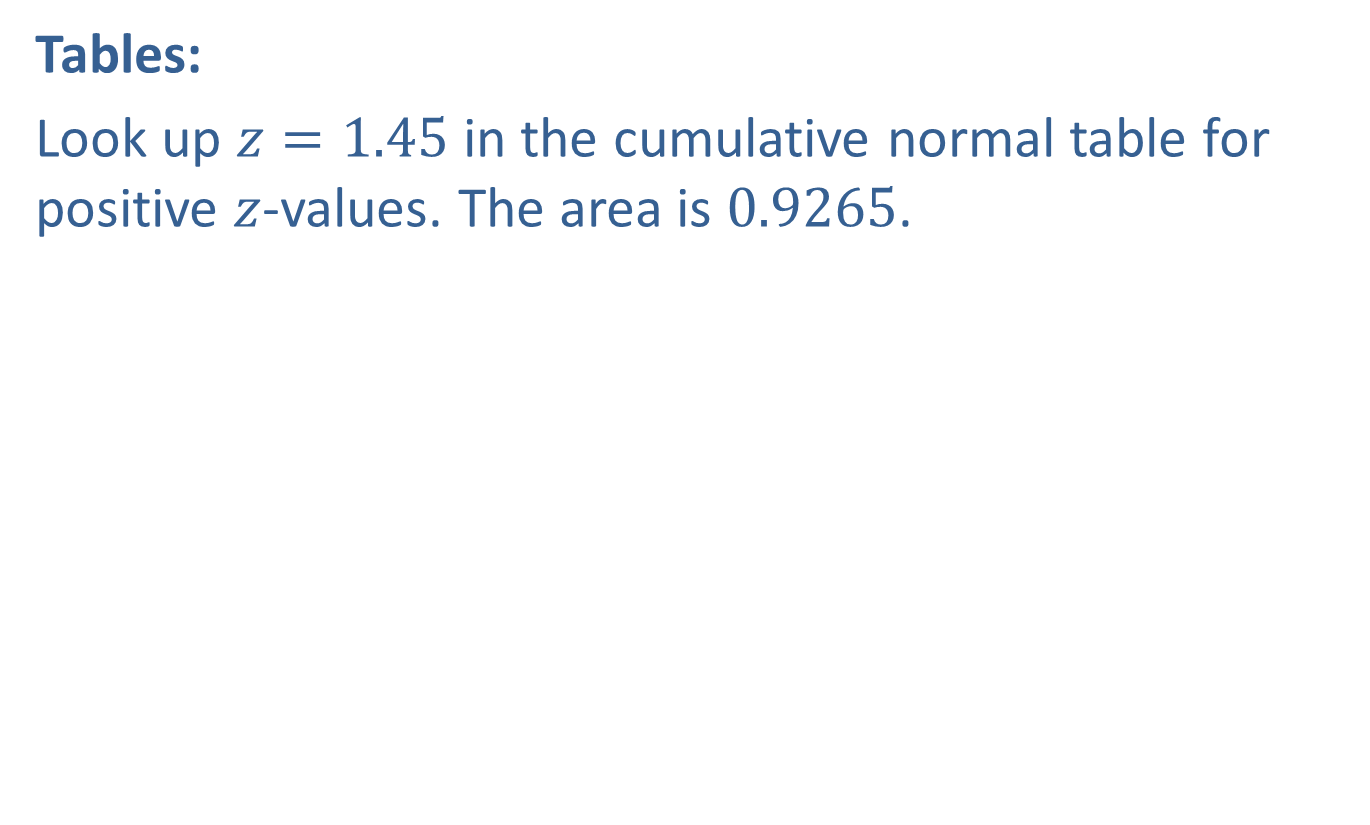 Tables:
Look up z = 1.45 in the cumulative normal table for
positive z-values. The area is 0.9265.